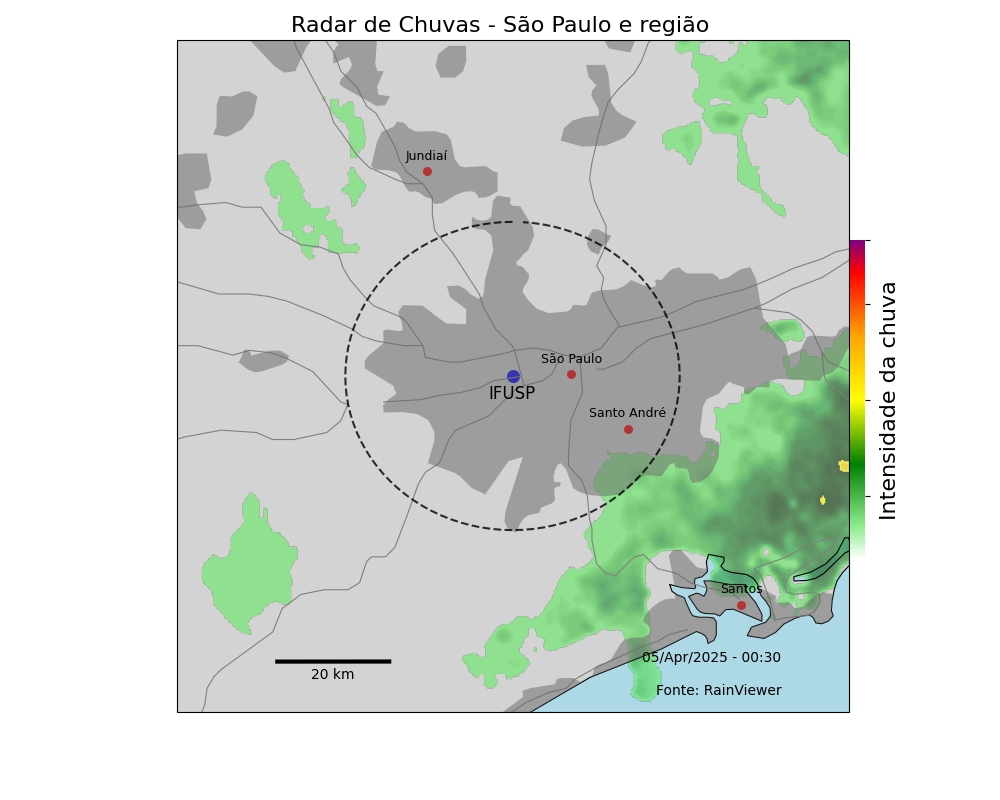 Radar de Chuvas - São Paulo e região
Jundiaí
São Paulo
IFUSP
Santo André
Intensidade da chuva
Santos
05/Apr/2025 - 00:30
20 km
Fonte: RainViewer